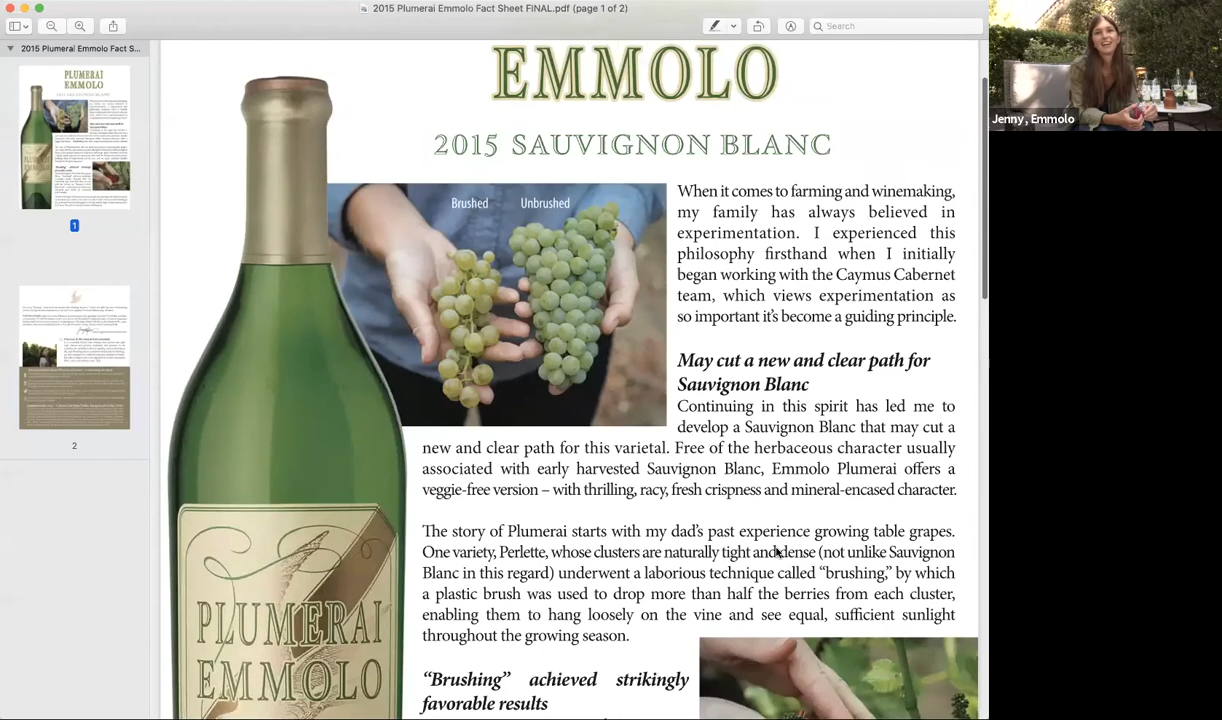 2015 Plumerai Emmolo Fact Sheet FINAL.pdf (page 1 of 2)
Search
2015 Plumerai Emmolo Fact S...
PLUMERAI
EMMOLO
1
2
EMMOLO
2015 SAUVIGNON BLANC
Brushed Unbrushed
When it comes to farming and winemaking,
my family has always believed in
experimentation. I experienced this
philosophy firsthand when I initially
began working with the Caymus Cabernet
team, which views experimentation as
so important it's become a guiding principle.
May cut a new and clear path for
Sauvignon Blanc
Continuing in this spirit has led me to
develop a Sauvignon Blanc that may cut a
new and clear path for this varietal. Free of the herbaceous character usually
associated with early harvested Sauvignon Blanc, Emmolo Plumerai offers a
veggie-free version – with thrilling, racy, fresh crispness and mineral-encased character.
The story of Plumerai starts with my dad's past experience growing table grapes.
One variety, Perlette, whose clusters are naturally tight and dense (not unlike Sauvignon
Blanc in this regard) underwent a laborious technique called “brushing,” by which
a plastic brush was used to drop more than half the berries from each cluster,
enabling them to hang loosely on the vine and see equal, sufficient sunlight
throughout the growing season.
“Brushing” achieved strikingly
favorable results
PLUMERAI
EMMOLO
Jenny, Emmolo